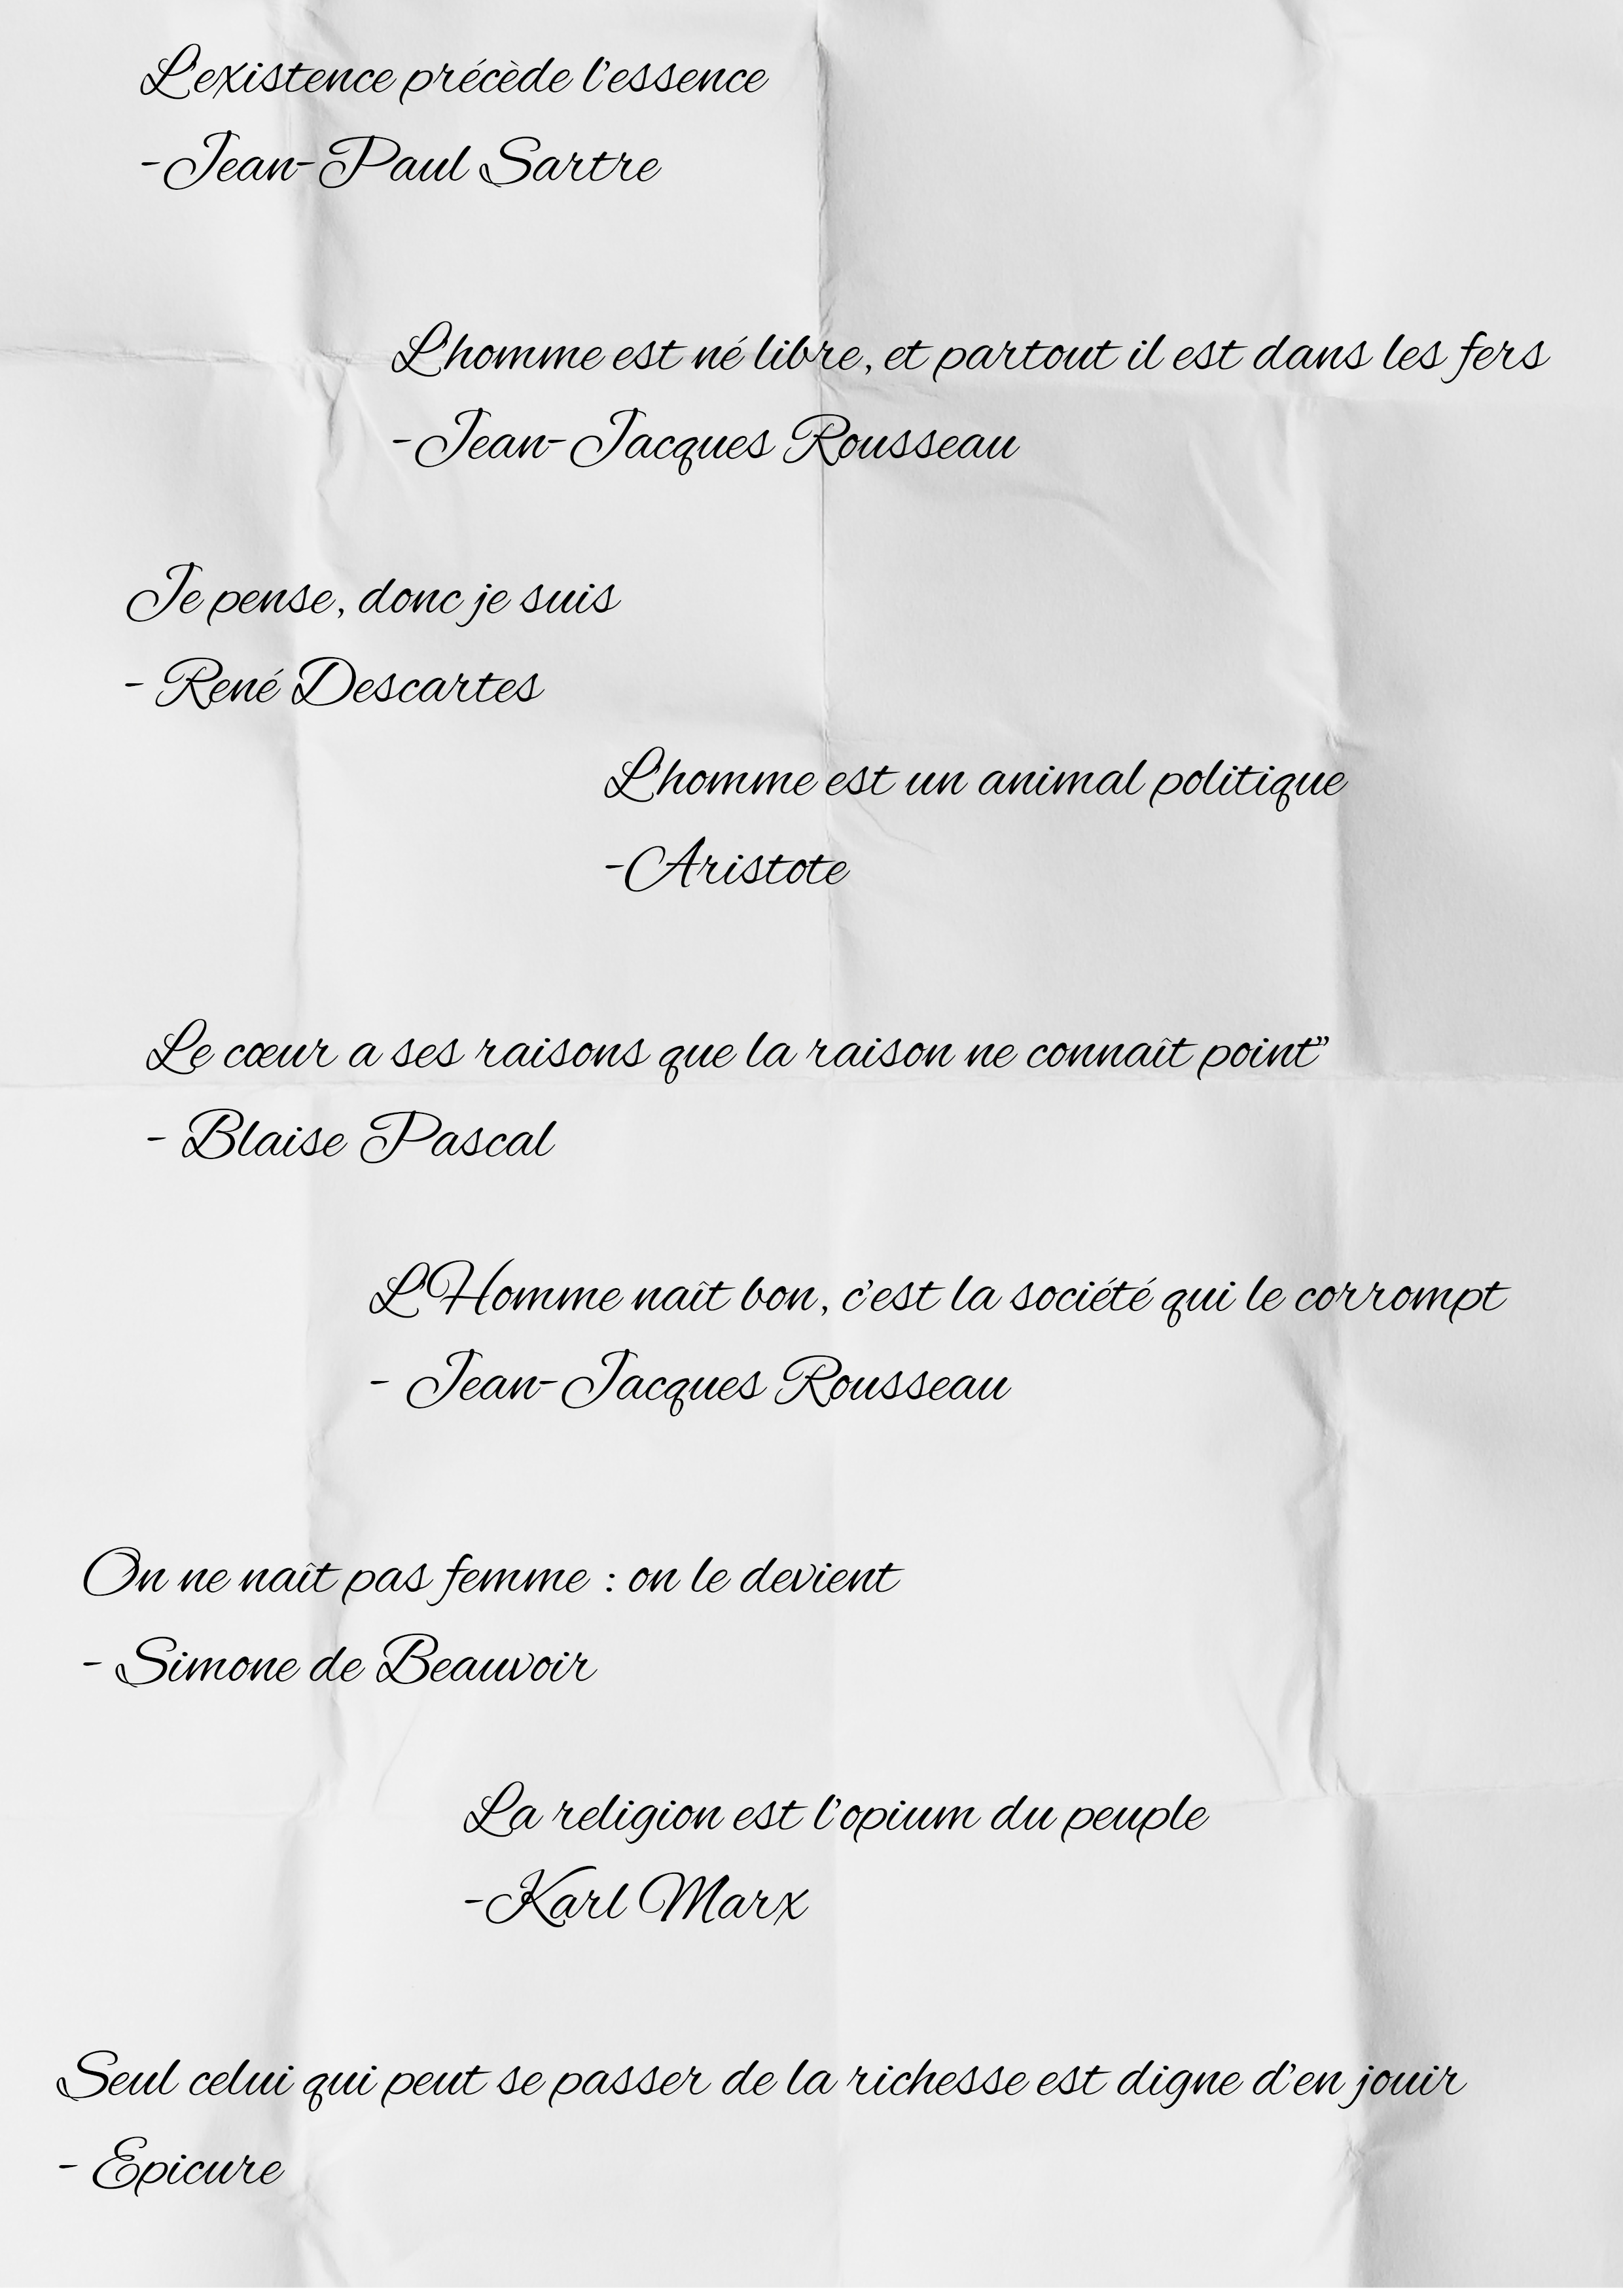 L'existence précède l'essence
-Jean-Paul Sartre
L'homme est né libre, et partout il est dans les fers
-Jean-Jacques Rousseau
Je pense, donc je suis
- René Descartes
L'homme est un animal politique
-Aristote
Le cœur a ses raisons que la raison ne connaît point”
- Blaise Pascal
L'Homme naît bon, c'est la société qui le corrompt
- Jean-Jacques Rousseau
On ne naît pas femme : on le devient
- Simone de Beauvoir
La religion est l'opium du peuple
-Karl Marx
Seul celui qui peut se passer de la richesse est digne d'en jouir
- Epicure